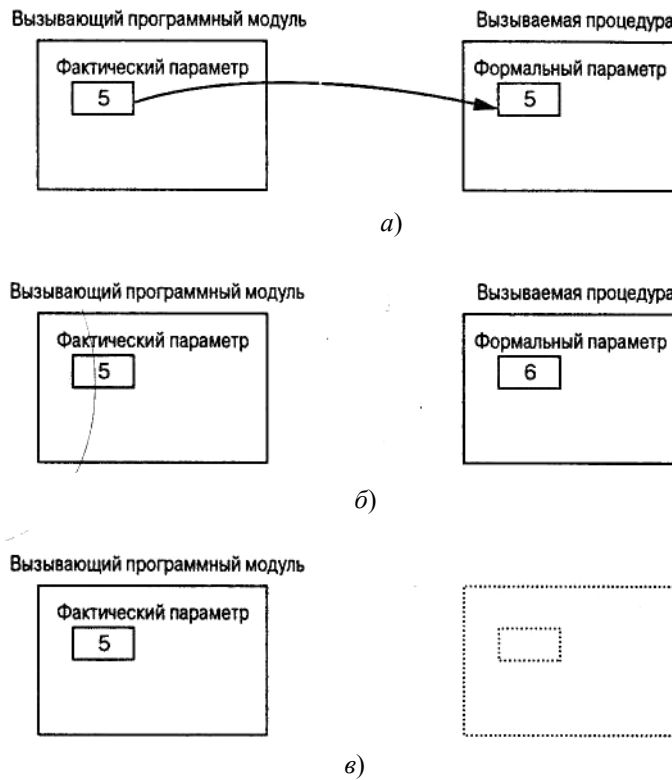 Вызывающий программный модуль Вызываемая процедура
Фактический параметр Формальный параметр
5 5
а)
Вызывающий программный модуль Вызываемая процедура
Фактический параметр Формальный параметр
5 6
б)
Вызывающий программный модуль
Фактический параметр
5
в)